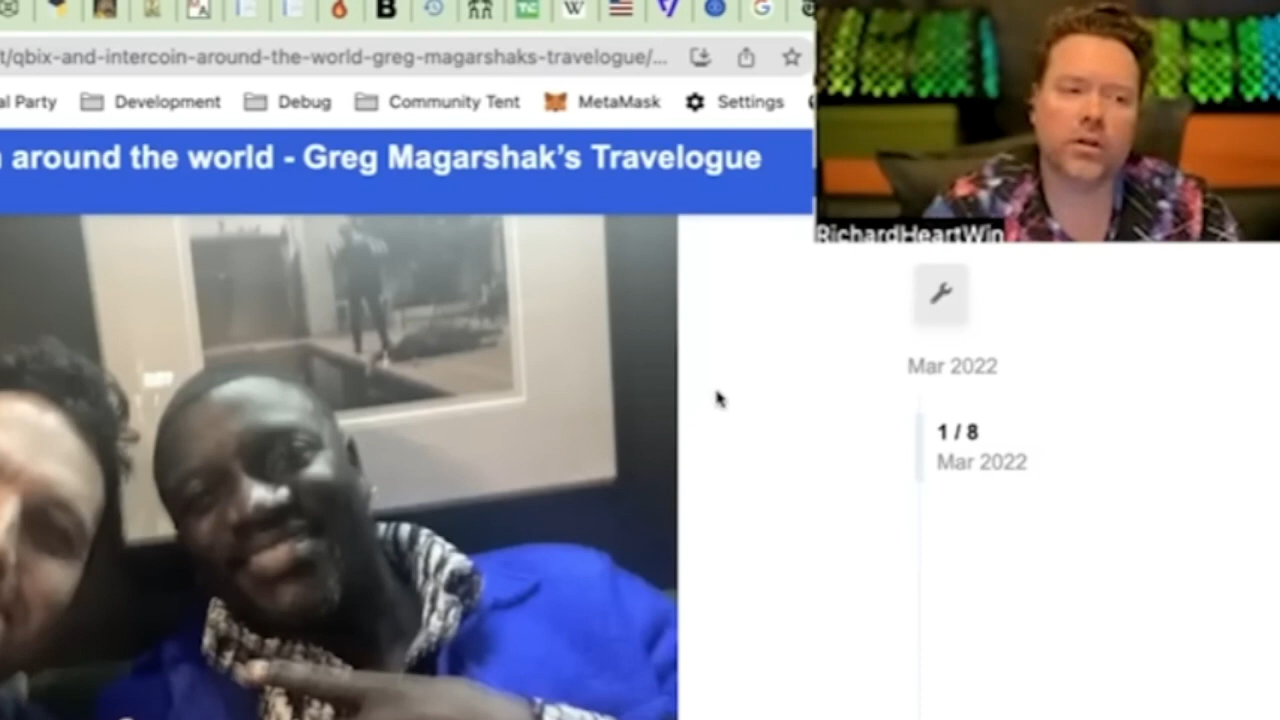 t/qbix-and-intercoin-around-the-world-greg-magarshaks-travelogue/...
al Party
Development
Debug
Community Tent
MetaMask
Settings
around the world - Greg Magarshak's Travelogue
RichardHeartWin
Mar 2022
1 / 8
Mar 2022